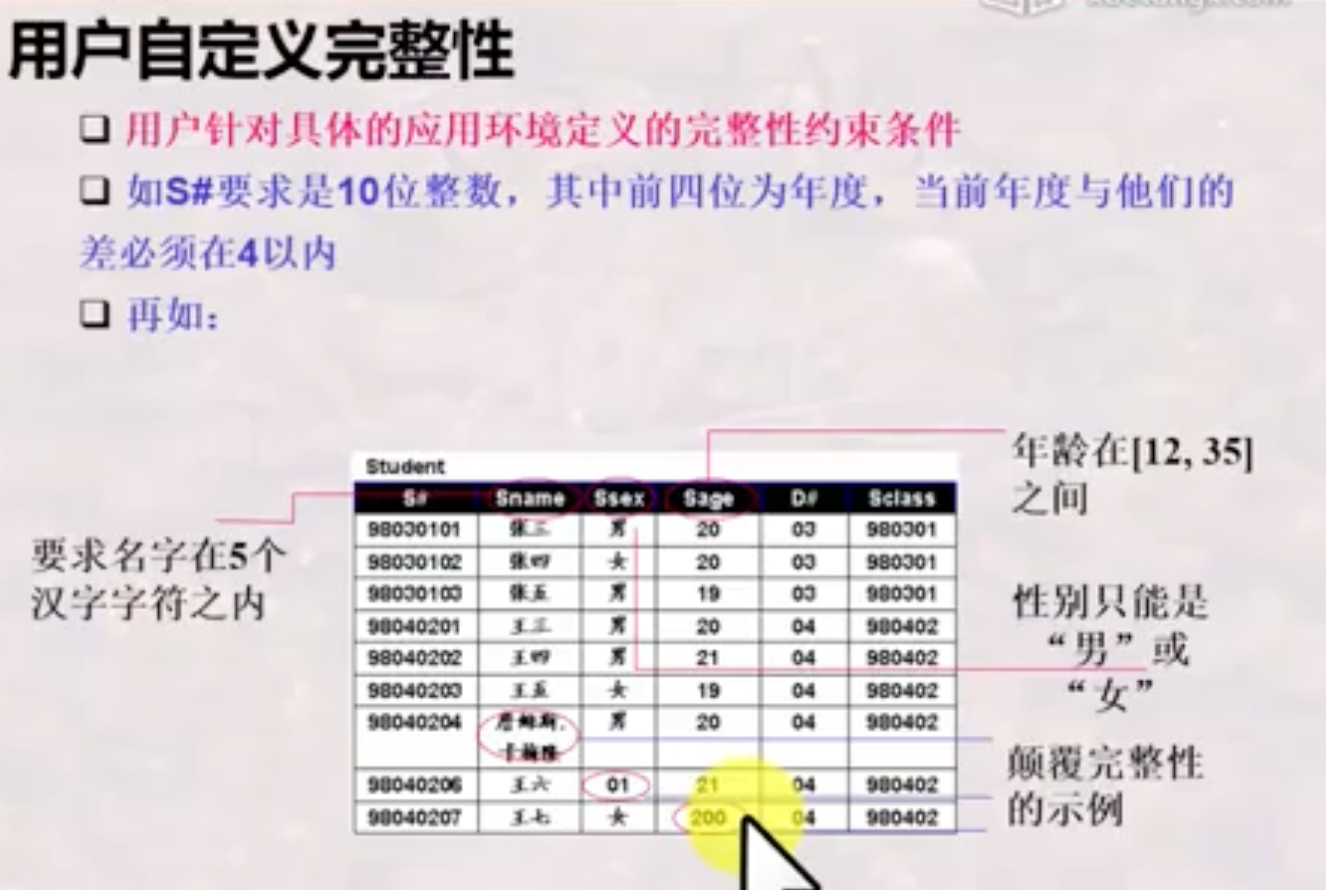 用户自定义完整性
❑ 用户针对具体的应用环境定义的完整性约束条件
❑ 如S#要求是10位整数，其中前四位为年度，当前年度与他们的
差必须在4以内
❑ 再如：
年龄在[12, 35]
之间
要求名字在5个
汉字字符之内
性别只能是
“男”或
“女”
颠覆完整性
的示例
Student
S# Sname Ssex Sage D# Sclass
98030101 张三 男 20 03 980301
98030102 张四 女 20 03 980301
98030103 张五 男 19 03 980301
98040201 王三 男 20 04 980402
98040202 王四 男 21 04 980402
98040203 王五 女 19 04 980402
98040204 詹姆斯. 男 20 04 980402
卡梅隆
98040206 王六 01 21 04 980402
98040207 王七 女 200 04 980402